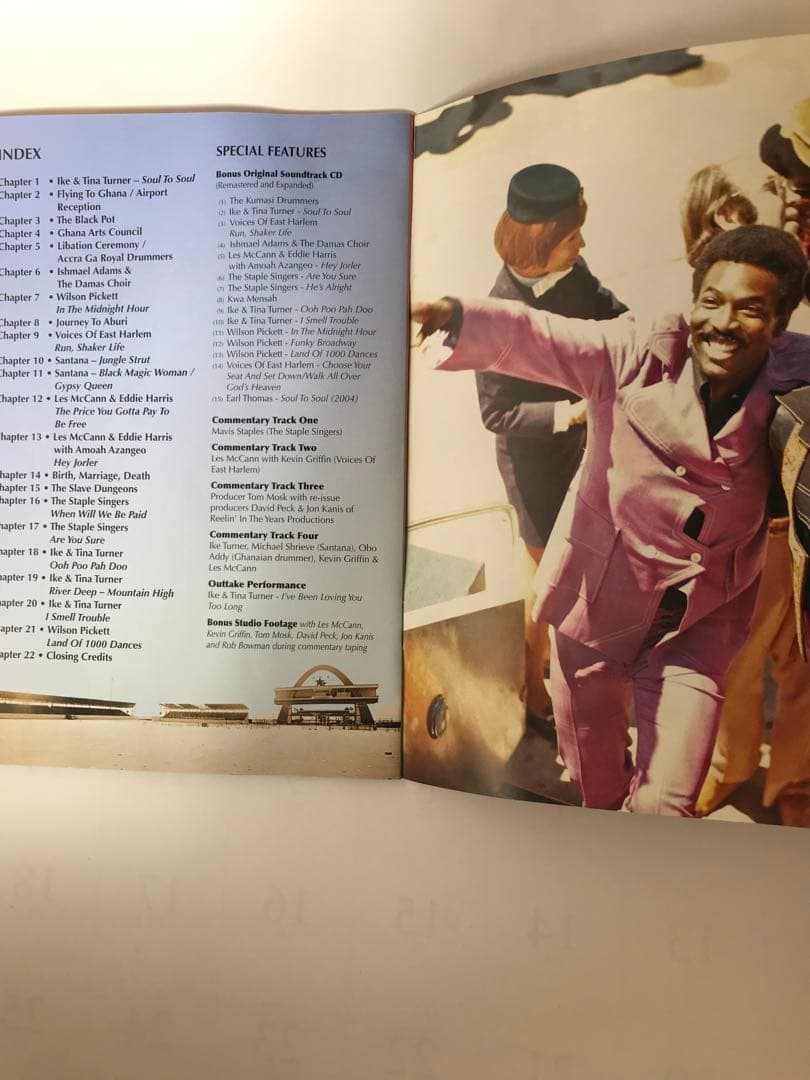 INDEX
Chapter 1 • Ike & Tina Turner – Soul To Soul
Chapter 2 • Flying To Ghana / Airport
Reception
Chapter 3 • The Black Pot
Chapter 4 • Ghana Arts Council
Chapter 5 • Libation Ceremony /
Accra Ga Royal Drummers
Chapter 6 • Ishmael Adams &
The Damas Choir
Chapter 7 • Wilson Pickett
In The Midnight Hour
Chapter 8 • Journey To Aburi
Chapter 9 • Voices Of East Harlem
Run, Shaker Life
Chapter 10 • Santana – Jungle Strut
Chapter 11 • Santana – Black Magic Woman /
Gypsy Queen
Chapter 12 • Les McCann & Eddie Harris
The Price You Gotta Pay To
Be Free
hapter 13 • Les McCann & Eddie Harris
with Amoah Azangeo
Hey Jorler
hapter 14 • Birth, Marriage, Death
hapter 15 • The Slave Dungeons
hapter 16 • The Staple Singers
When Will We Be Paid
hapter 17 • The Staple Singers
Are You Sure
hapter 18 • Ike & Tina Turner
Ooh Poo Pah Doo
hapter 19 • Ike & Tina Turner
River Deep – Mountain High
hapter 20 • Ike & Tina Turner
I Smell Trouble
apter 21 • Wilson Pickett
Land Of 1000 Dances
apter 22 • Closing Credits
SPECIAL FEATURES
Bonus Original Soundtrack CD
(Remastered and Expanded)
(1) The Kumasi Drummers
(2) Ike & Tina Turner - Soul To Soul
(3) Voices Of East Harlem
Run, Shaker Life
(4) Ishmael Adams & The Damas Choir
(5) Les McCann & Eddie Harris
with Amoah Azangeo - Hey Jorler
(6) The Staple Singers - Are You Sure
(7) The Staple Singers - He's Alright
(8) Kwa Mensah
(9) Ike & Tina Turner - Ooh Poo Pah Doo
(10) Ike & Tina Turner - I Smell Trouble
(11) Wilson Pickett - In The Midnight Hour
(12) Wilson Pickett - Funky Broadway
(13) Wilson Pickett - Land Of 1000 Dances
(14) Voices Of East Harlem - Choose Your
Seat And Set Down/Walk All Over
God's Heaven
(15) Earl Thomas - Soul To Soul (2004)
Commentary Track One
Mavis Staples (The Staple Singers)
Commentary Track Two
Les McCann with Kevin Griffin (Voices Of
East Harlem)
Commentary Track Three
Producer Tom Mosk with re-issue
producers David Peck & Jon Kanis of
Reelin' In The Years Productions
Commentary Track Four
Ike Turner, Michael Shrieve (Santana), Obo
Addy (Ghanaian drummer), Kevin Griffin &
Les McCann
Outtake Performance
Ike & Tina Turner - I've Been Loving You
Too Long
Bonus Studio Footage with Les McCann,
Kevin Griffin, Tom Mosk, David Peck, Jon Kanis
and Rob Bowman during commentary taping
13 14 15 16 17 18